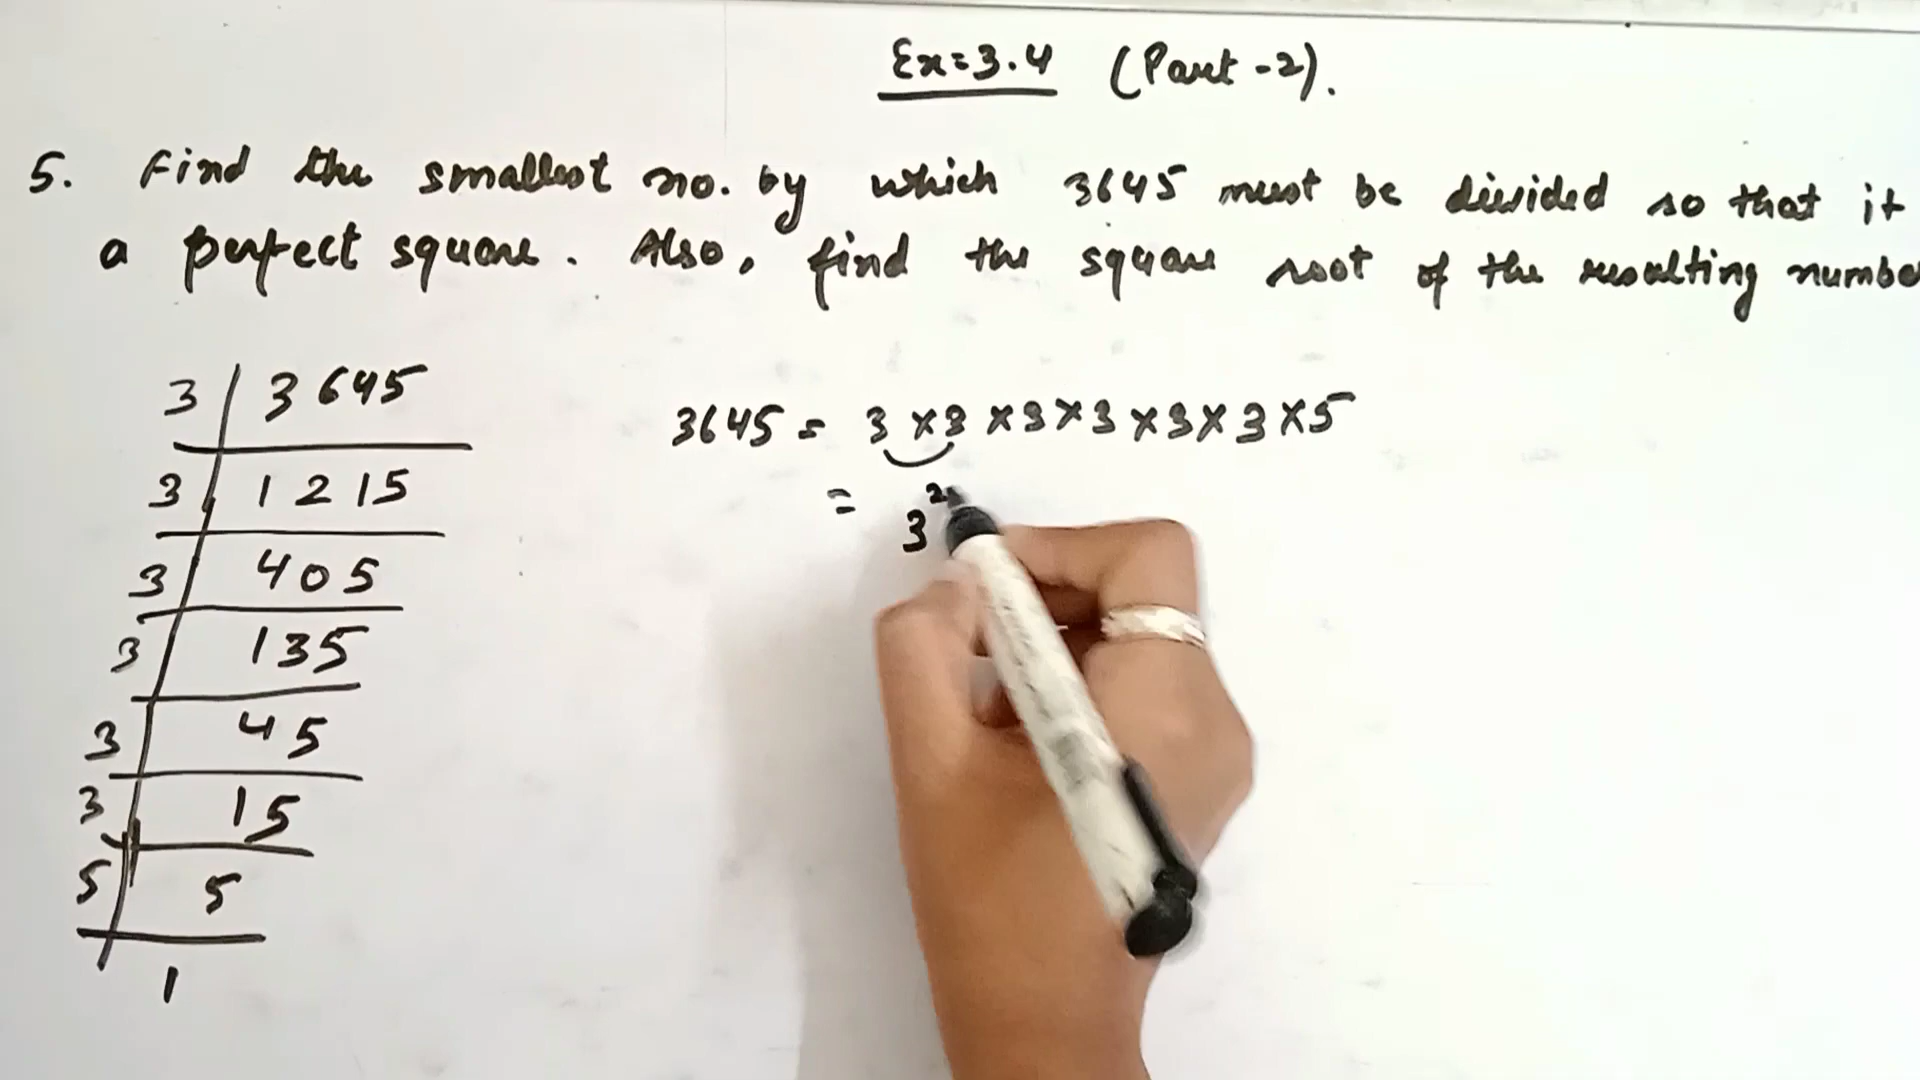 Ex=3.4 (Part-2).
5. Find the smallest no. by which 3645 must be divided so that it
a perfect square. Also, find the square root of the resulting numbe
3 | 3645
3 | 1215
3 | 405
3 | 135
3 | 45
3 | 15
5 | 5
1
3645 = 3 × 3 × 3 × 3 × 3 × 3 × 5
= 3²